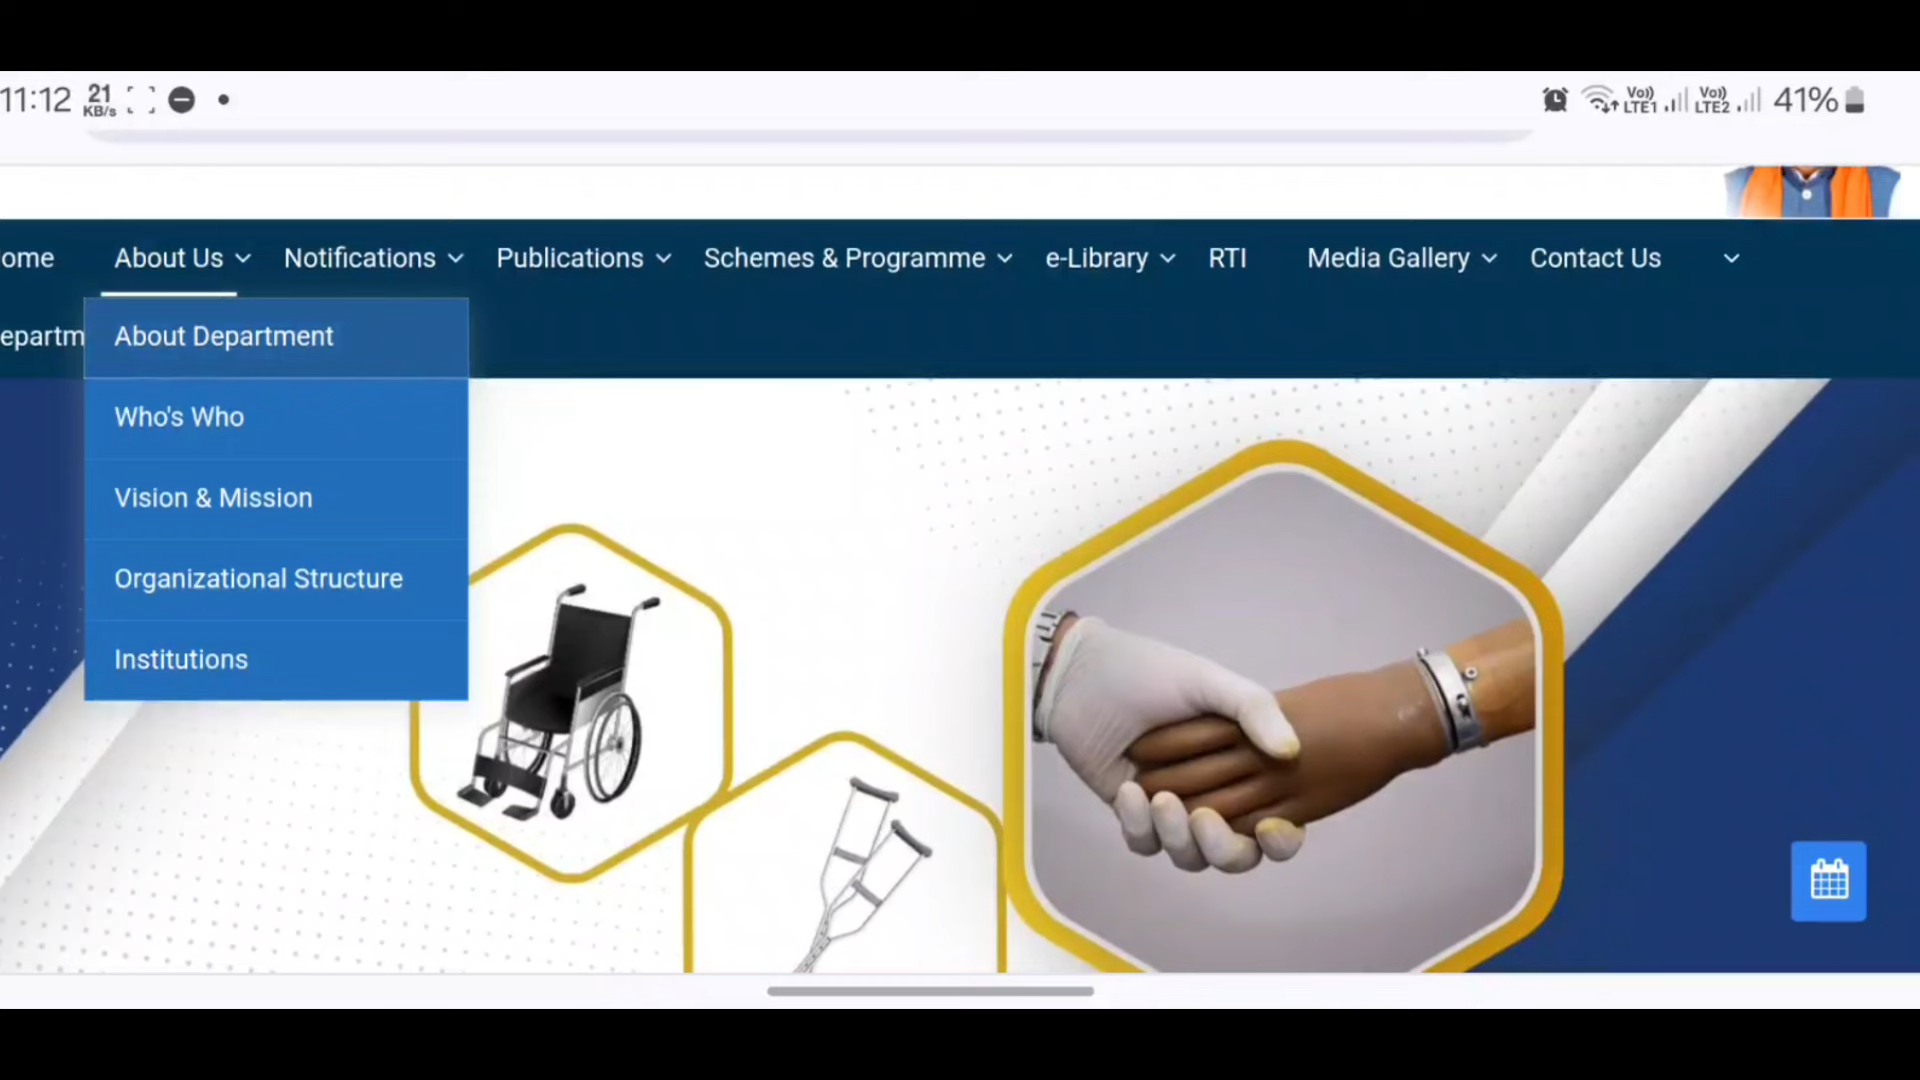 11:12 21 KB/s Vo)) LTE1 Vo)) LTE2 41%
ome About Us Notifications Publications Schemes & Programme e-Library RTI Media Gallery Contact Us
epartm
About Department
Who's Who
Vision & Mission
Organizational Structure
Institutions